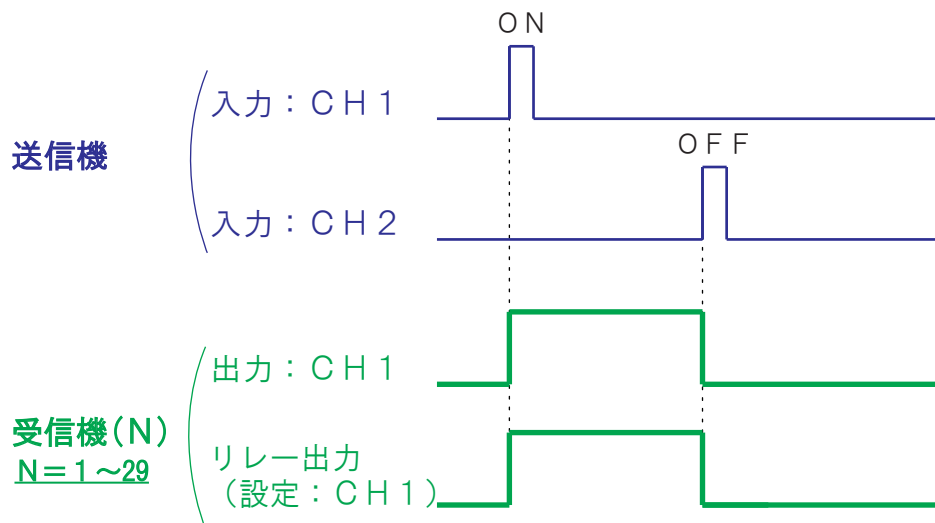 ON
入力：CH1
OFF
送信機
入力：CH2
出力：CH1
受信機(N)
N＝1～29
リレー出力
（設定：CH1）